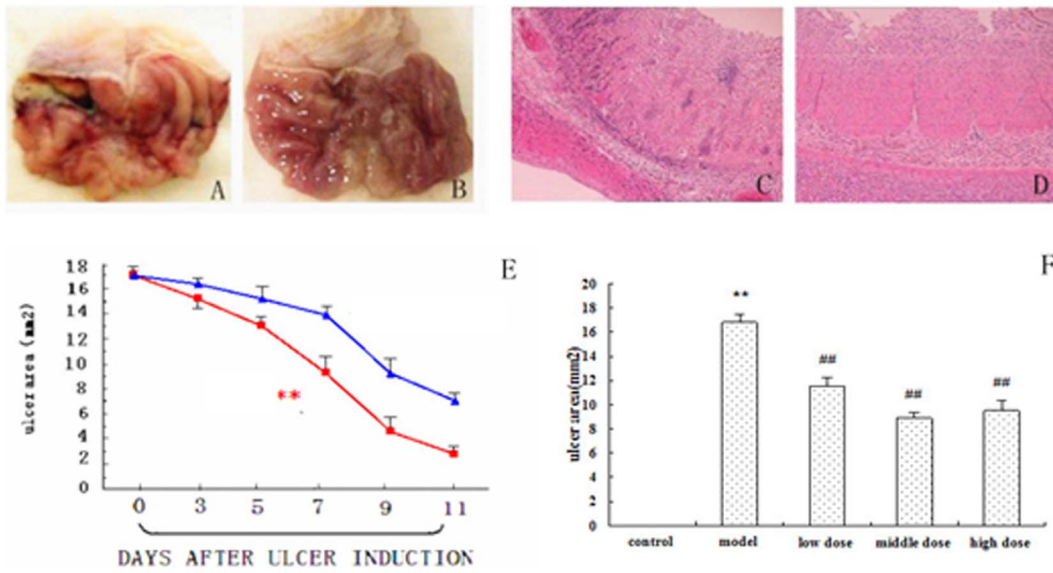 A
B
C
D
E
ulcer area (mm2)
18
16
14
12
10
8
6
4
2
0
**
0 3 5 7 9 11
DAYS AFTER ULCER INDUCTION
F
ulcer area(mm2)
20
18
16
14
12
10
8
6
4
2
0
**
##
##
##
control model low dose middle dose high dose